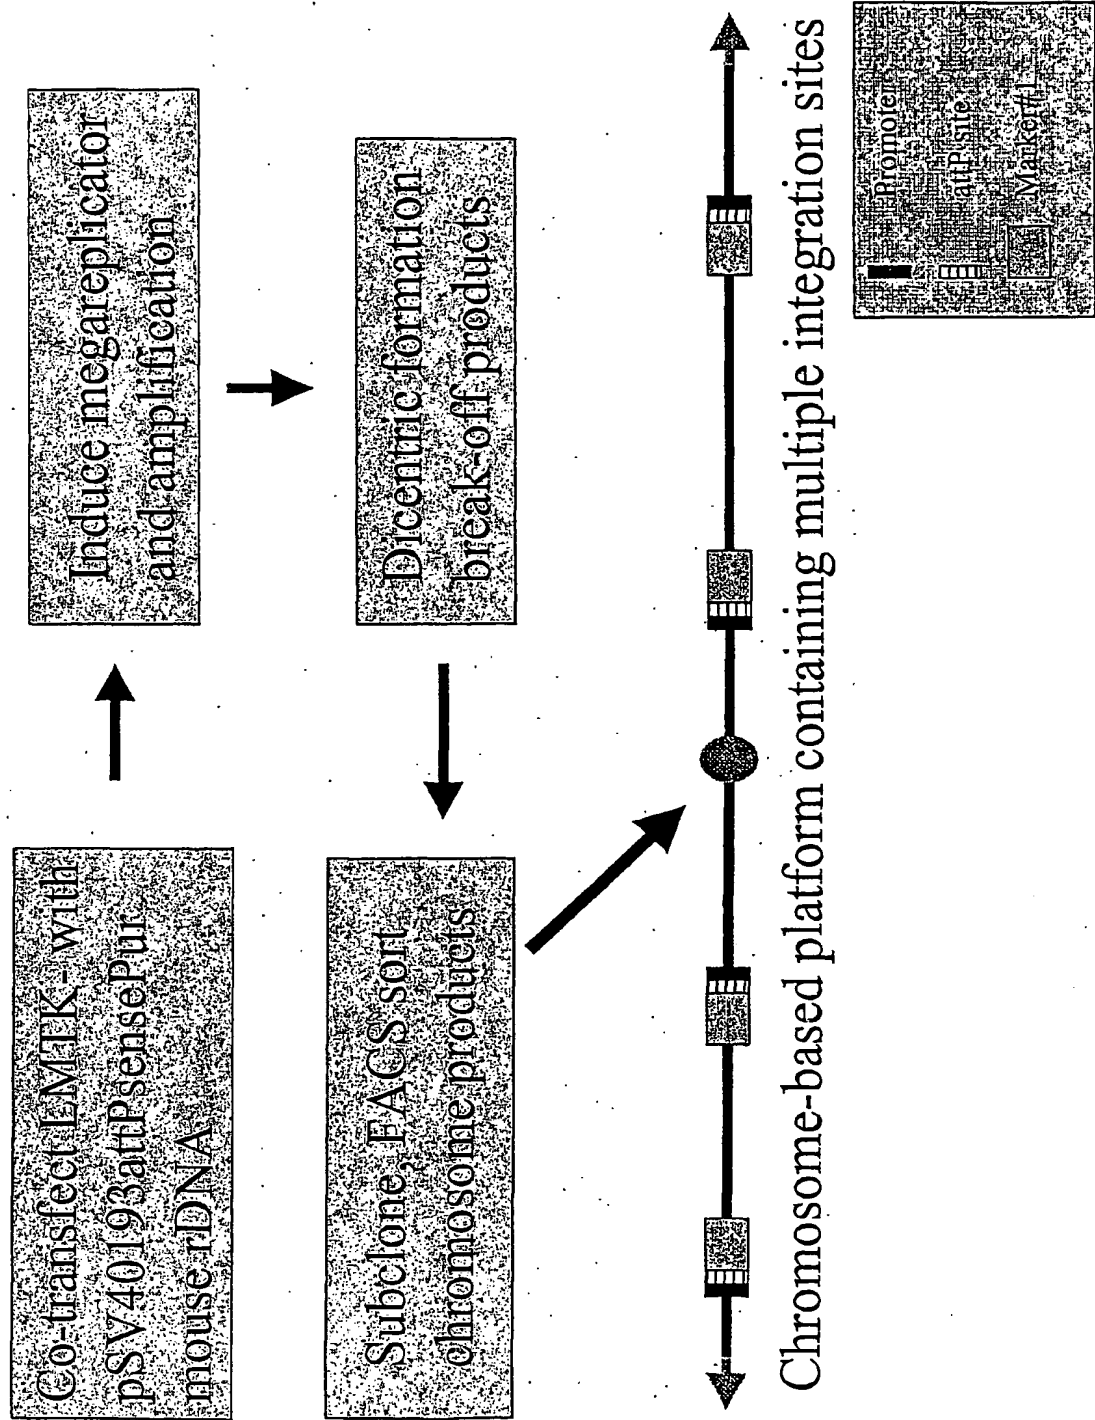 Co-transfect LMTK- with
pSV40193attPsensePur
mouse rDNA
Induce megareplicator
and amplification
Dicentric formation
break-off products
Subclone, FACS sort
chromosome products
Chromosome-based platform containing multiple integration sites
Promoter
attP site
Marker#1